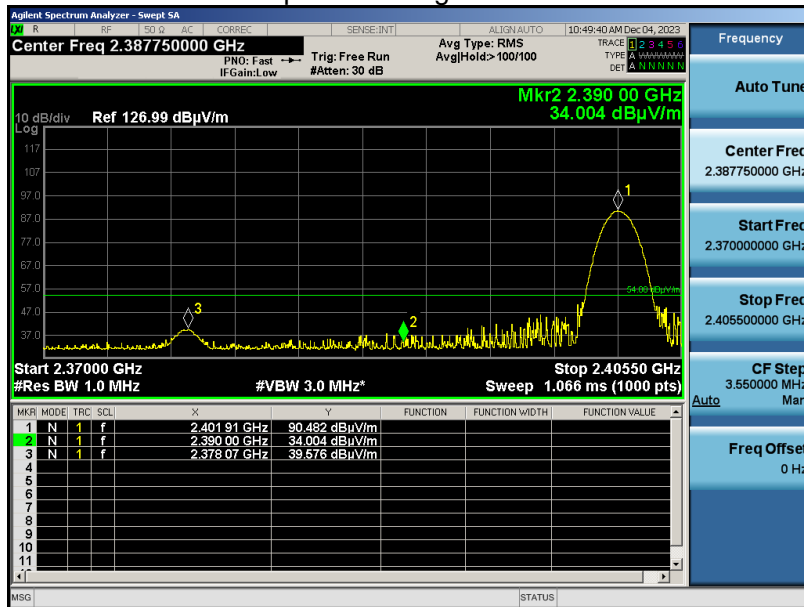 Agilent Spectrum Analyzer - Swept SA
LXI R RF 50 Ω AC CORREC SENSE:INT ALIGN AUTO 10:49:40 AM Dec 04, 2023
Center Freq 2.387750000 GHz
PNO: Fast
IFGain:Low
Trig: Free Run
#Atten: 30 dB
Avg Type: RMS
Avg|Hold:>100/100
TRACE 1 2 3 4 5 6
TYPE A WWWWW
DET A N N N N N
Mkr2 2.390 00 GHz
34.004 dBµV/m
10 dB/div Ref 126.99 dBµV/m
Log
117
107
97.0
87.0
77.0
67.0
57.0
47.0
37.0
1
2
3
54.00 dBµV/m
Start 2.37000 GHz Stop 2.40550 GHz
#Res BW 1.0 MHz #VBW 3.0 MHz* Sweep 1.066 ms (1000 pts)
MKR MODE TRC SCL X Y FUNCTION FUNCTION WIDTH FUNCTION VALUE
1 N 1 f 2.401 91 GHz 90.482 dBµV/m
2 N 1 f 2.390 00 GHz 34.004 dBµV/m
3 N 1 f 2.378 07 GHz 39.576 dBµV/m
4
5
6
7
8
9
10
11
MSG STATUS
Frequency
Auto Tune
Center Freq
2.387750000 GHz
Start Freq
2.370000000 GHz
Stop Freq
2.405500000 GHz
CF Step
3.550000 MHz
Auto Man
Freq Offset
0 Hz